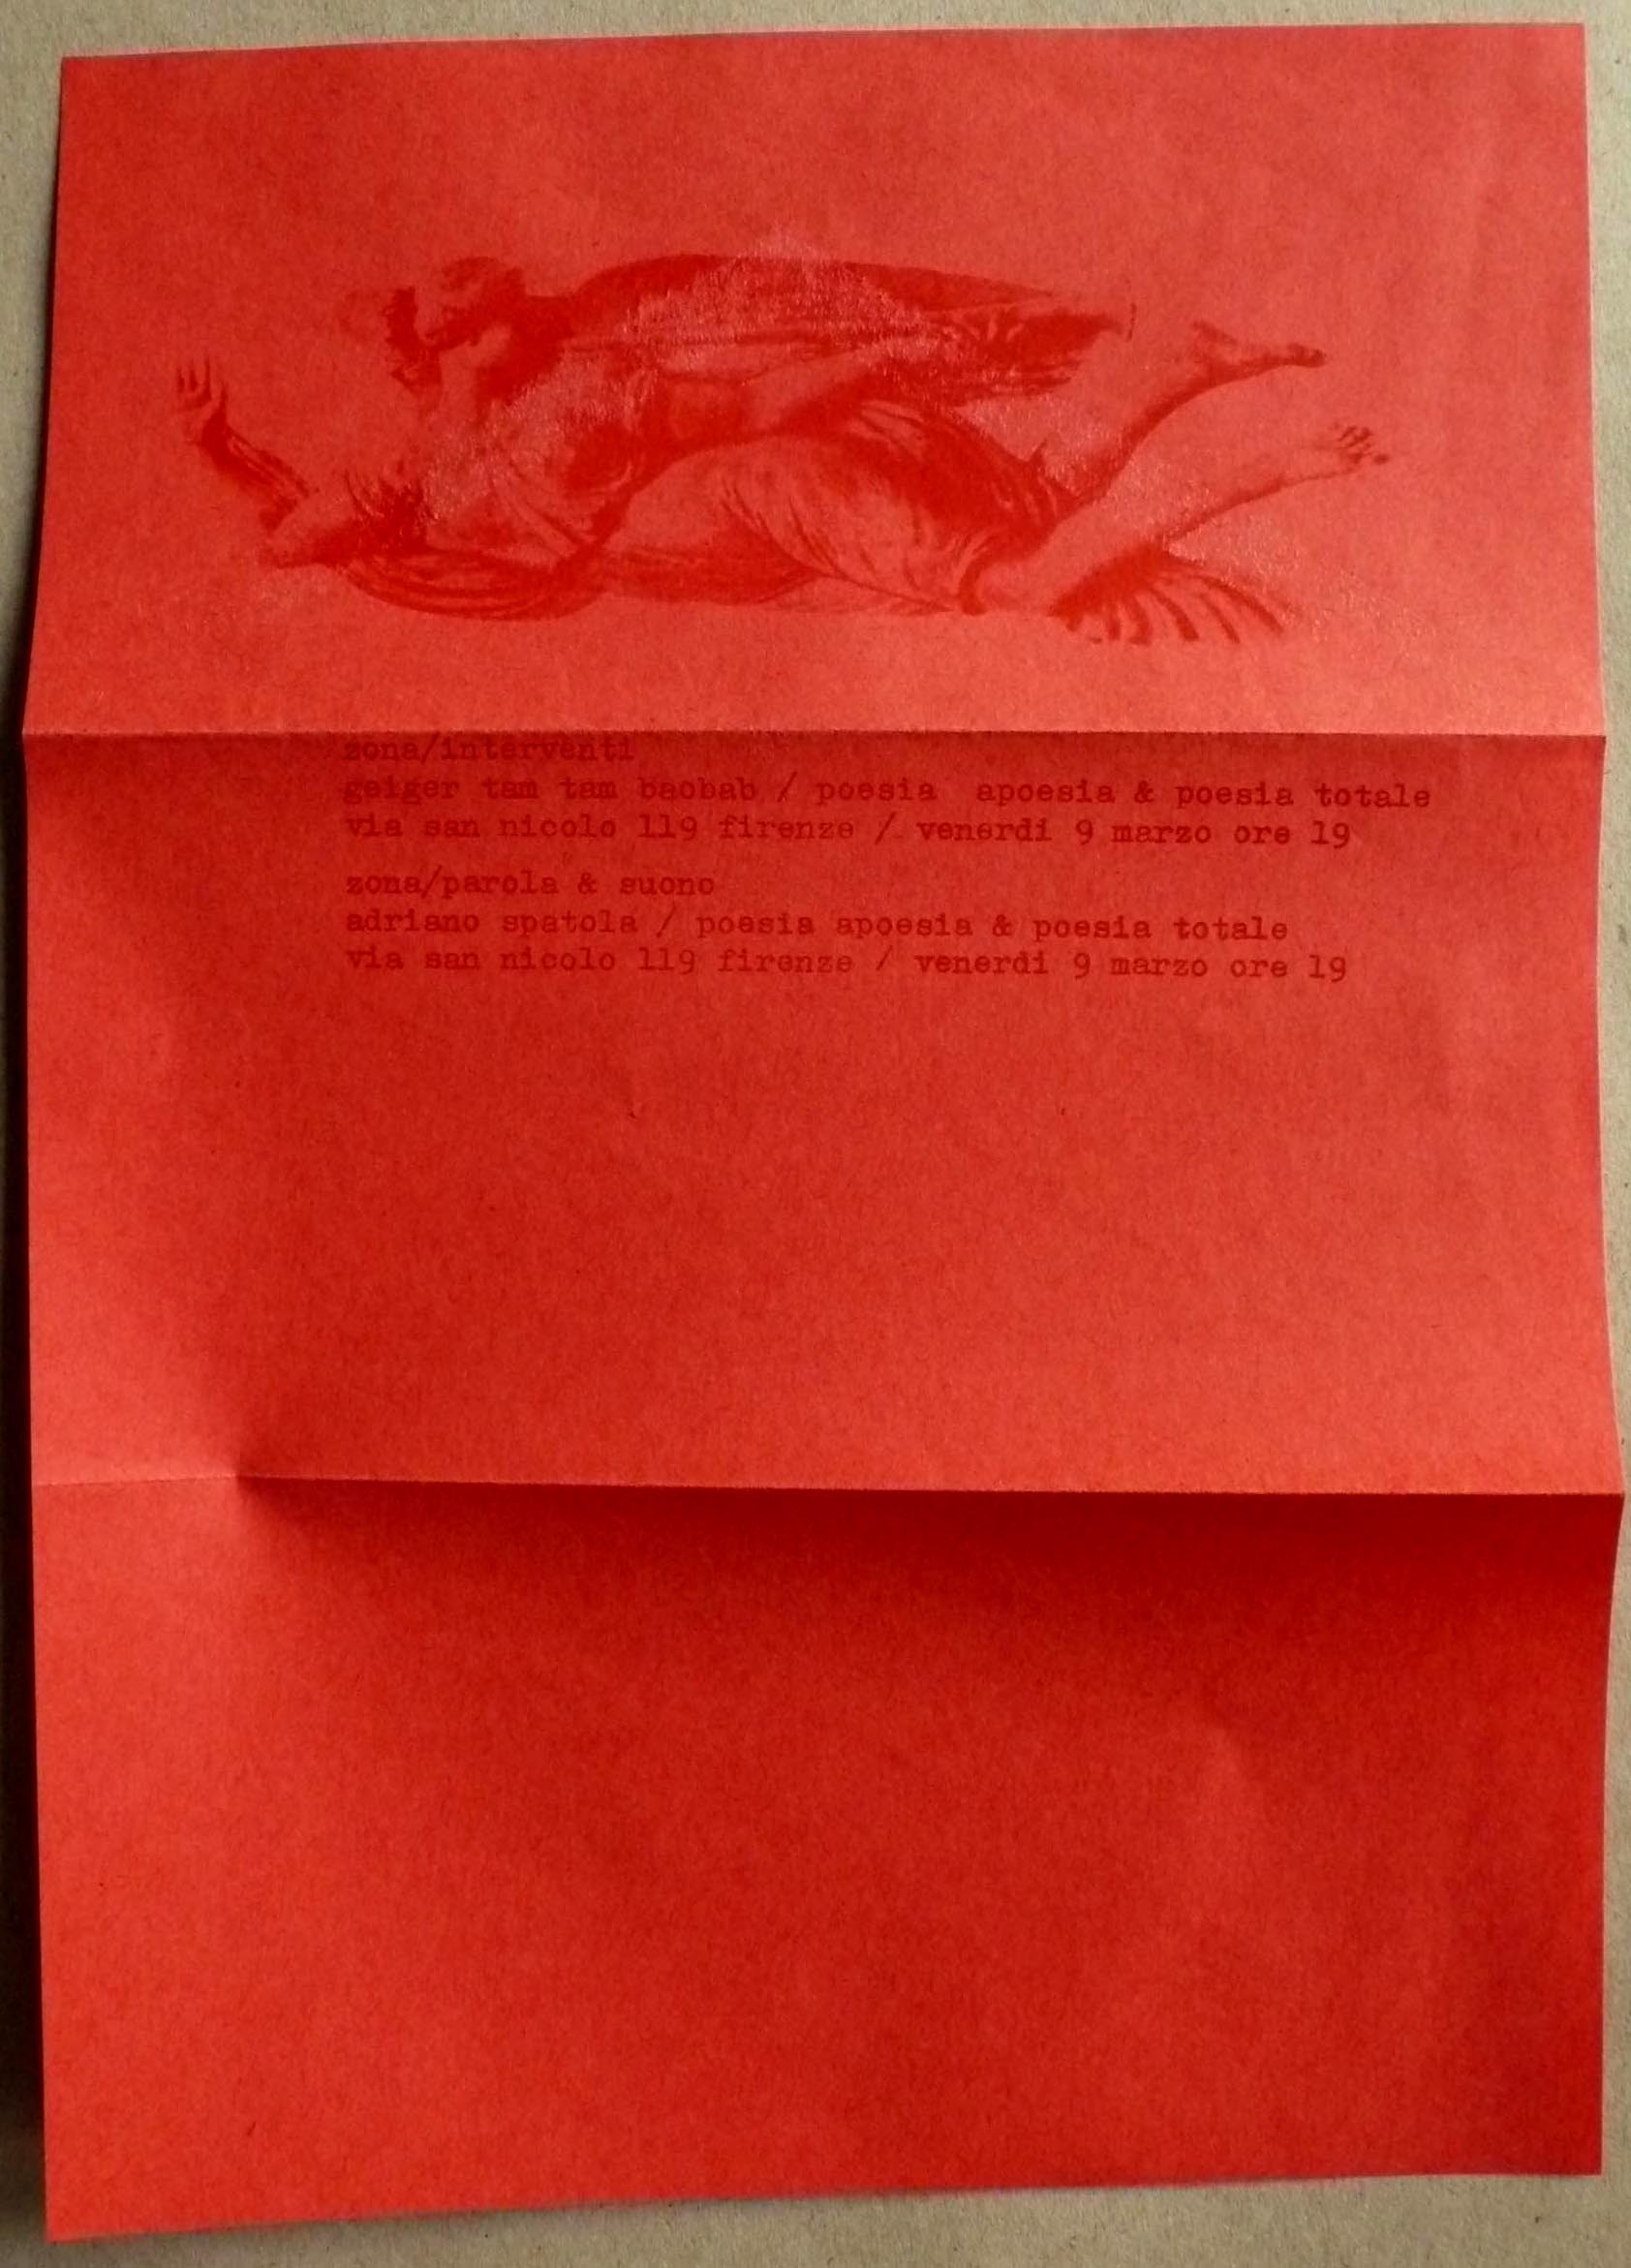 zona/interventi
geiger tam tam baobab / poesia apoesia & poesia totale
via san nicolo 119 firenze / venerdi 9 marzo ore 19
zona/parola & suono
adriano spatola / poesia apoesia & poesia totale
via san nicolo 119 firenze / venerdi 9 marzo ore 19